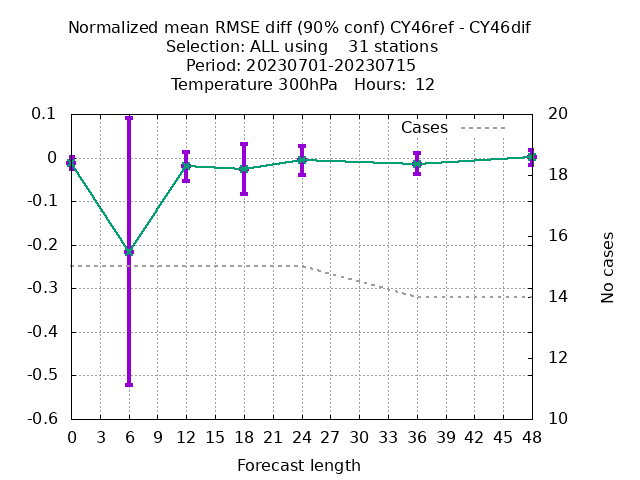 Normalized mean RMSE diff (90% conf) CY46ref - CY46dif
Selection: ALL using 31 stations
Period: 20230701-20230715
Temperature 300hPa Hours: 12
0.1
0
-0.1
-0.2
-0.3
-0.4
-0.5
-0.6
Cases
20
18
16
14
12
10
No cases
0 3 6 9 12 15 18 21 24 27 30 33 36 39 42 45 48
Forecast length